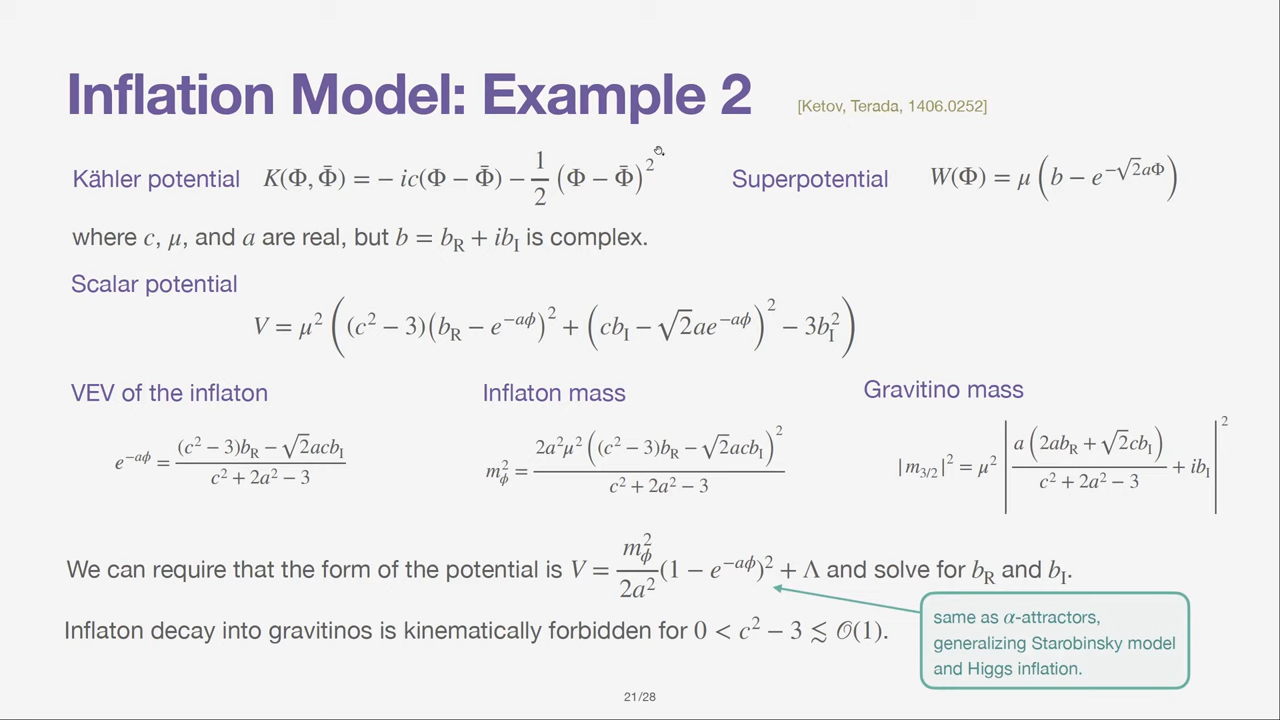 Inflation Model: Example 2 [Ketov, Terada, 1406.0252]
Kähler potential K(Φ, Φ̄) = − ic(Φ − Φ̄) − 1/2 (Φ − Φ̄)² Superpotential W(Φ) = μ (b − e^{−√2aΦ})
where c, μ, and a are real, but b = b_R + ib_I is complex.
Scalar potential
V = μ² ((c² − 3)(b_R − e^{−aϕ})² + (cb_I − √2ae^{−aϕ})² − 3b_I²)
VEV of the inflaton Inflaton mass Gravitino mass
e^{−aϕ} = ((c² − 3)b_R − √2acb_I)/(c² + 2a² − 3) m_ϕ² = 2a²μ² ((c² − 3)b_R − √2acb_I)²/(c² + 2a² − 3) |m_{3/2}|² = μ² |a (2ab_R + √2cb_I)/(c² + 2a² − 3) + ib_I|²
We can require that the form of the potential is V = m_ϕ²/2a² (1 − e^{−aϕ})² + Λ and solve for b_R and b_I.
Inflaton decay into gravitinos is kinematically forbidden for 0 < c² − 3 ≲ 𝒪(1).
same as α-attractors,
generalizing Starobinsky model
and Higgs inflation.
21/28